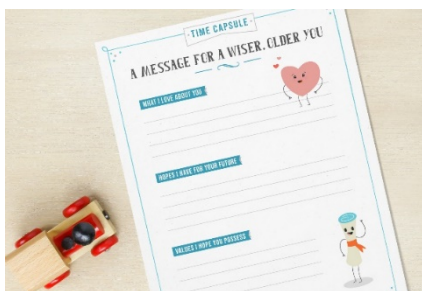 TIME CAPSULE
A MESSAGE FOR A WISER, OLDER YOU
WHAT I LOVE ABOUT YOU
HOPES I HAVE FOR YOUR FUTURE
VALUES I HOPE YOU POSSESS